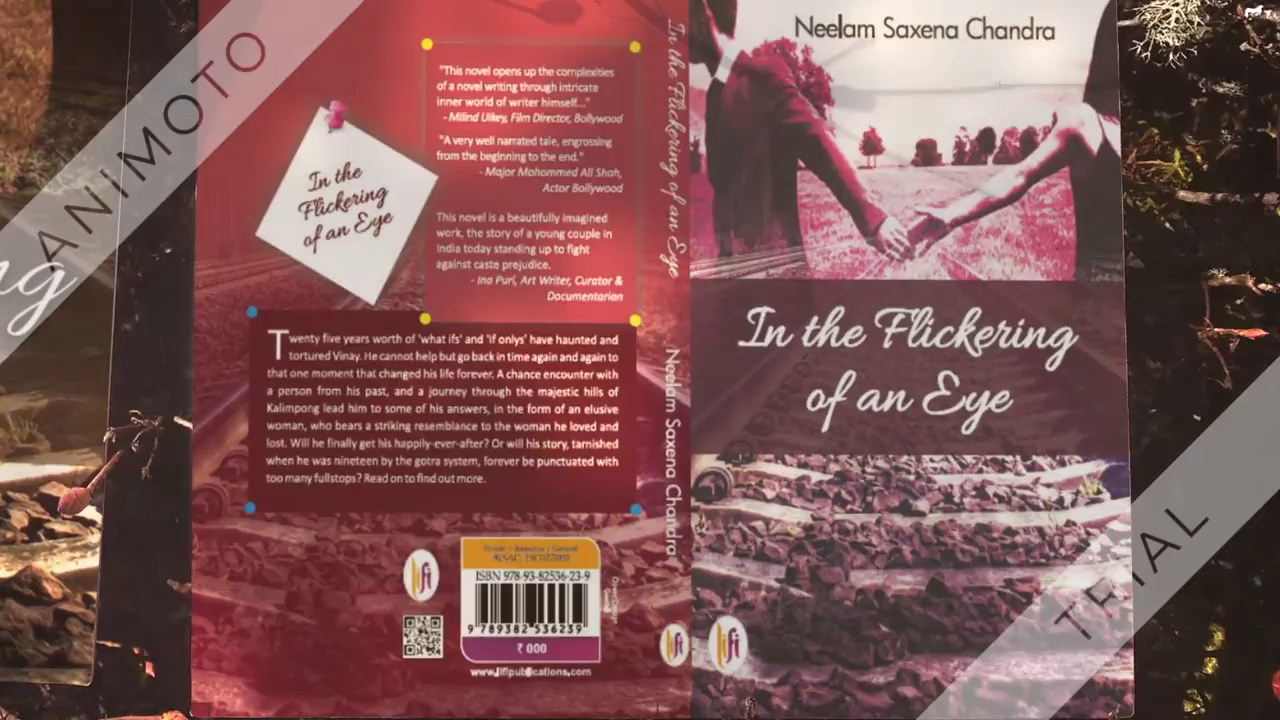 ANIMOTO
ng
"This novel opens up the complexities
of a novel writing through intricate
inner world of writer himself..."
- Milind Uikey, Film Director, Bollywood
"A very well narrated tale, engrossing
from the beginning to the end."
- Major Mohommed Ali Shah,
Actor Bollywood
This novel is a beautifully imagined
work, the story of a young couple in
India today standing up to fight
against caste prejudice.
- Ina Puri, Art Writer, Curator &
Documentarian
In the
Flickering
of an Eye
Twenty five years worth of 'what ifs' and 'if onlys' have haunted and
tortured Vinay. He cannot help but go back in time again and again to
that one moment that changed his life forever. A chance encounter with
a person from his past, and a journey through the majestic hills of
Kalimpong lead him to some of his answers, in the form of an elusive
woman, who bears a striking resemblance to the woman he loved and
lost. Will he finally get his happily-ever-after? Or will his story, tarnished
when he was nineteen by the gotra system, forever be punctuated with
too many fullstops? Read on to find out more.
lifi
ISBN 978-93-82536-23-9
9 789382 536239
₹ 000
www.lifipublications.com
In the Flickering of an Eye
Neelam Saxena Chandra
lifi
Neelam Saxena Chandra
In the Flickering
of an Eye
lifi
TRIAL